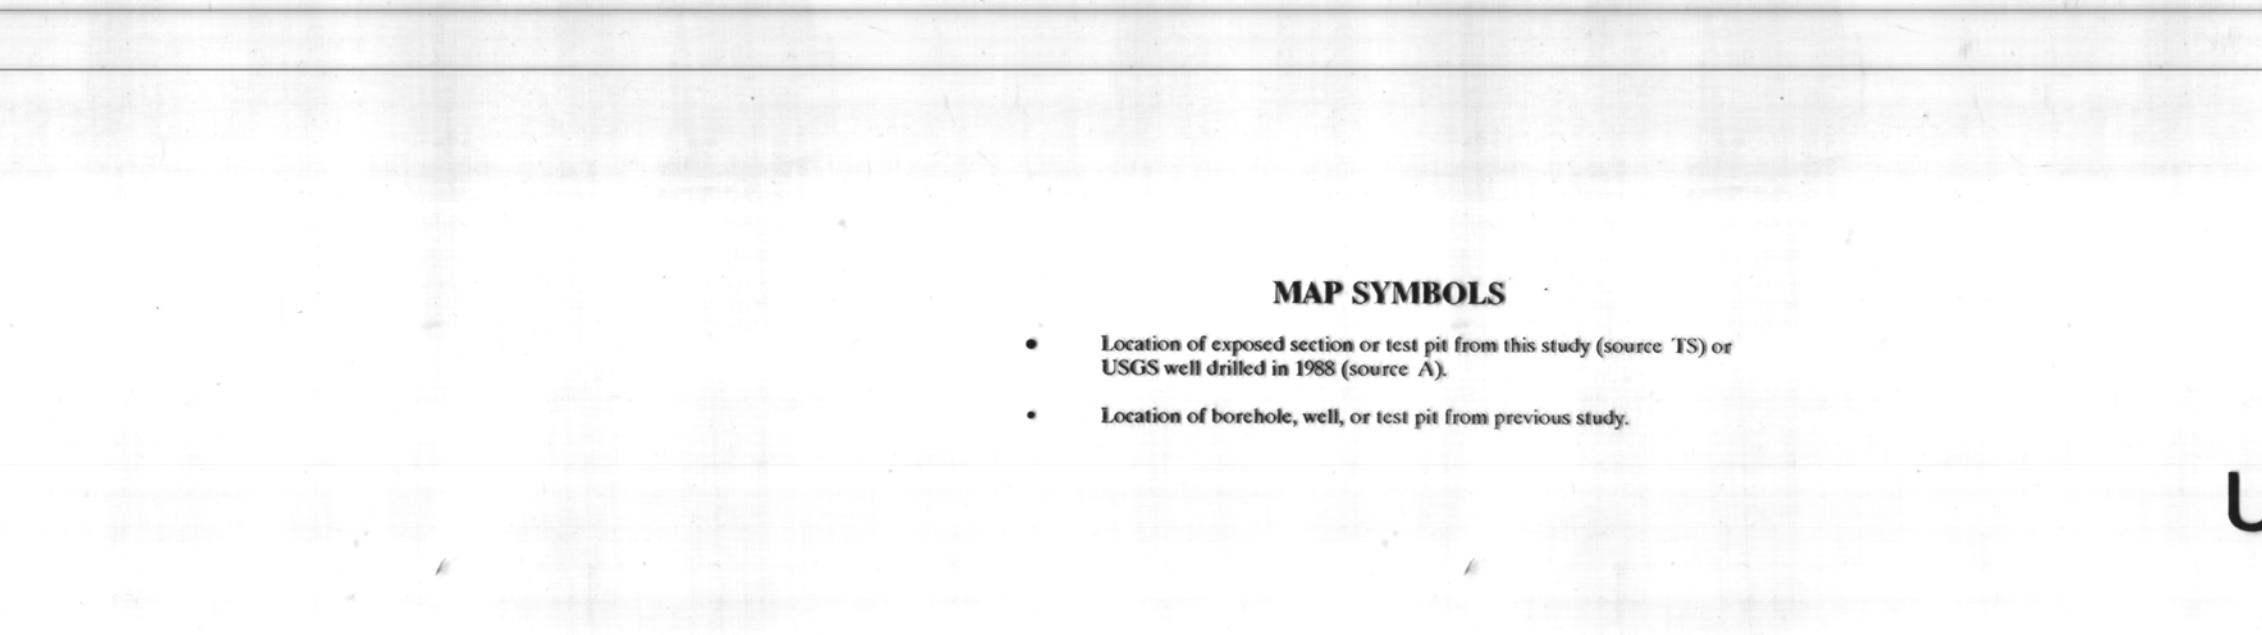 MAP SYMBOLS
• Location of exposed section or test pit from this study (source TS) or
USGS well drilled in 1988 (source A).
• Location of borehole, well, or test pit from previous study.
U